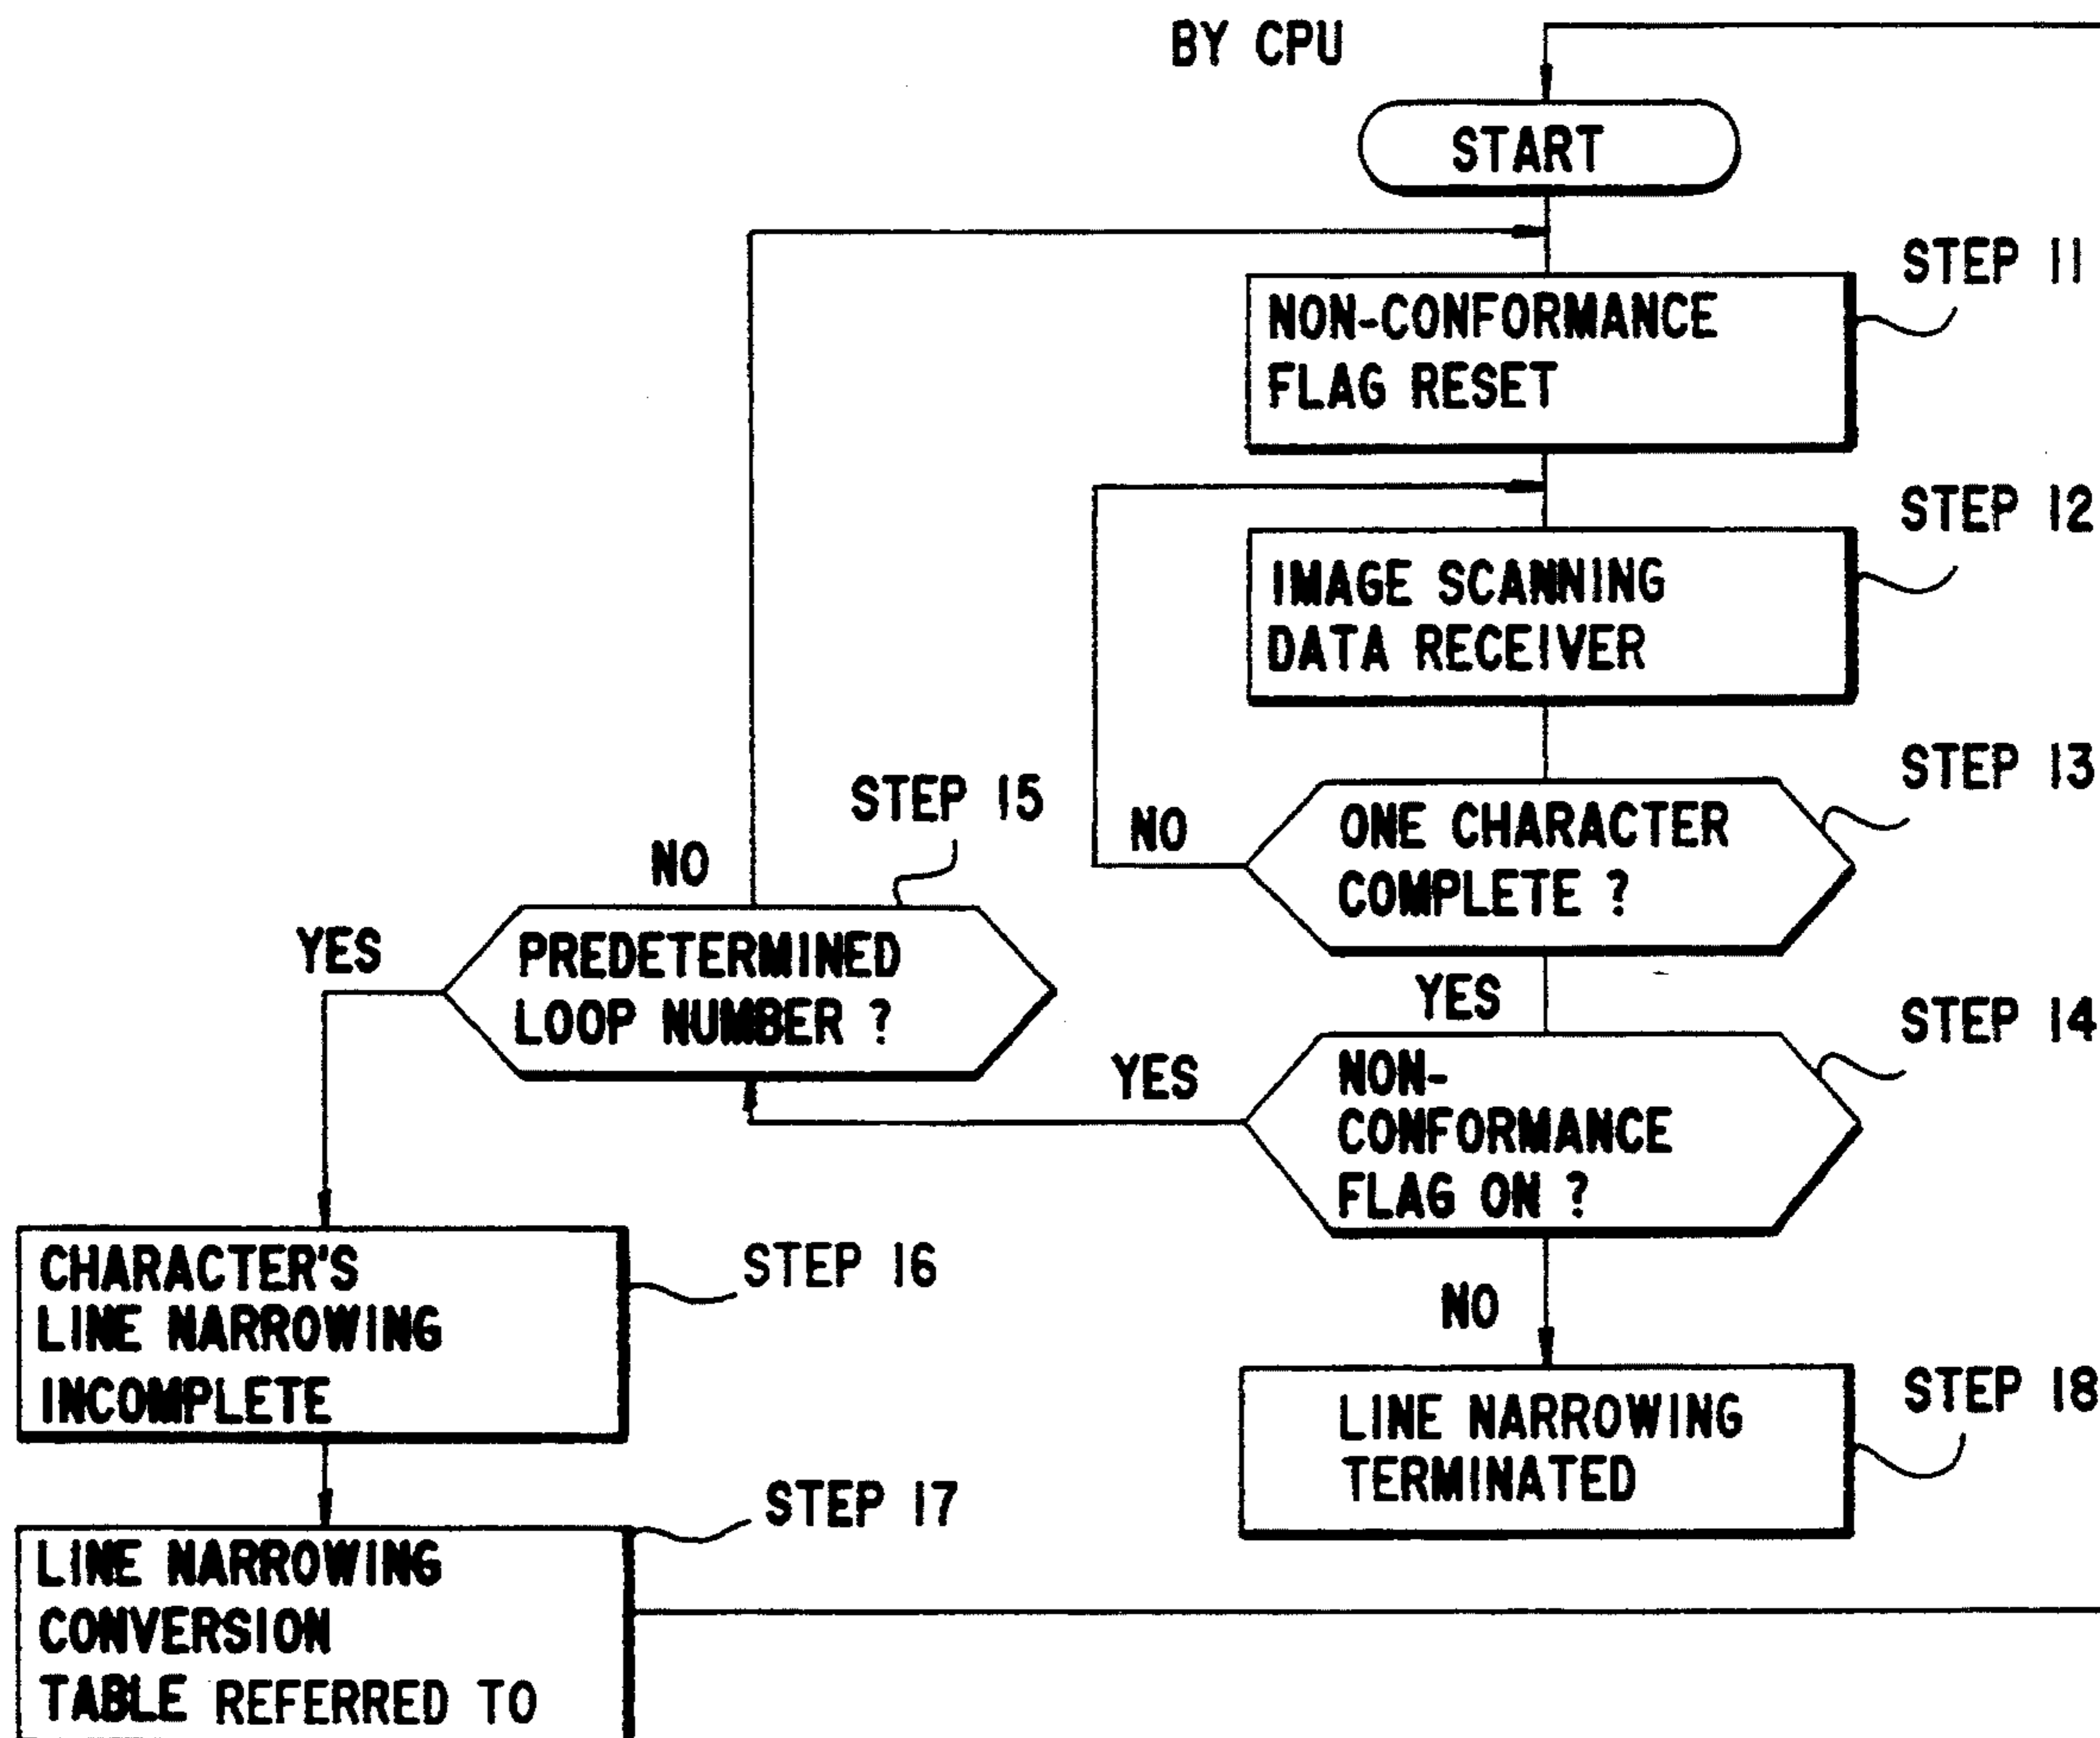 BY CPU
START
STEP 11
NON-CONFORMANCE
FLAG RESET
STEP 12
IMAGE SCANNING
DATA RECEIVER
STEP 13
ONE CHARACTER
COMPLETE ?
NO
YES
STEP 14
NON-
CONFORMANCE
FLAG ON ?
YES
NO
STEP 15
PREDETERMINED
LOOP NUMBER ?
NO
YES
STEP 16
CHARACTER'S
LINE NARROWING
INCOMPLETE
STEP 17
LINE NARROWING
CONVERSION
TABLE REFERRED TO
STEP 18
LINE NARROWING
TERMINATED